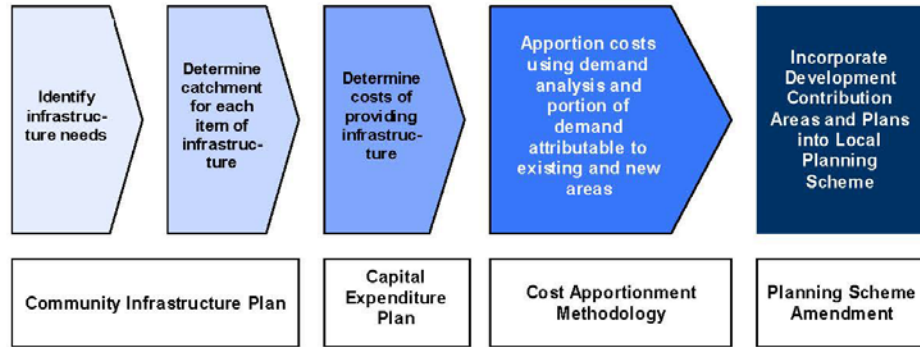 Identify
infrastruc-
ture needs
Determine
catchment
for each
item of
infrastruc-
ture
Determine
costs of
providing
infrastruc-
ture
Apportion costs
using demand
analysis and
portion of
demand
attributable to
existing and new
areas
Incorporate
Development
Contribution
Areas and Plans
into Local
Planning
Scheme
Community Infrastructure Plan
Capital
Expenditure
Plan
Cost Apportionment
Methodology
Planning Scheme
Amendment